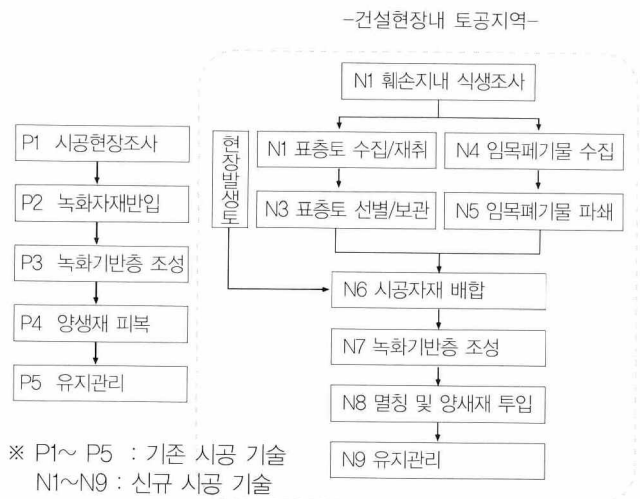 -건설현장내 토공지역-
N1 훼손지내 식생조사
P1 시공현장조사
P2 녹화자재반입
P3 녹화기반층 조성
P4 양생재 피복
P5 유지관리
현장발생토
N1 표층토 수집/재취
N4 임목페기물 수집
N3 표층토 선별/보관
N5 임목폐기물 파쇄
N6 시공자재 배합
N7 녹화기반층 조성
N8 멸칭 및 양새재 투입
N9 유지관리
※ P1~ P5 : 기존 시공 기술
N1~N9 : 신규 시공 기술